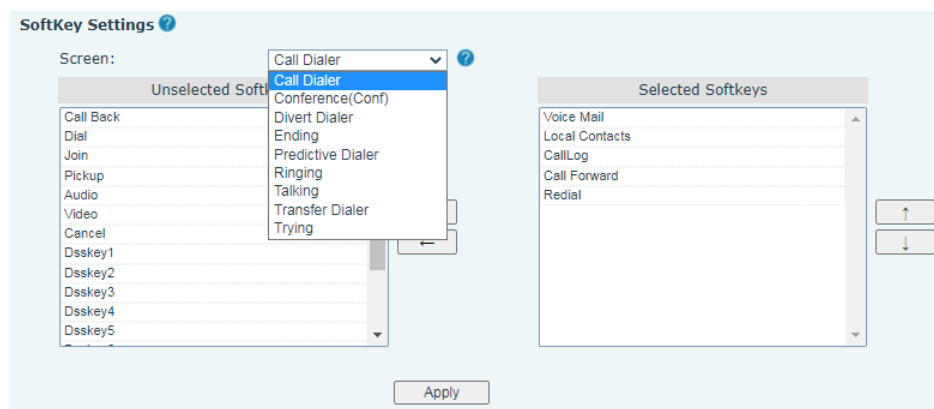 SoftKey Settings ?
Screen:
Call Dialer
?
Call Dialer
Conference(Conf)
Divert Dialer
Ending
Predictive Dialer
Ringing
Talking
Transfer Dialer
Trying
Unselected
Call Back
Dial
Join
Pickup
Audio
Video
Cancel
Dsskey1
Dsskey2
Dsskey3
Dsskey4
Dsskey5
←
Selected Softkeys
Voice Mail
Local Contacts
CallLog
Call Forward
Redial
↑
↓
Apply